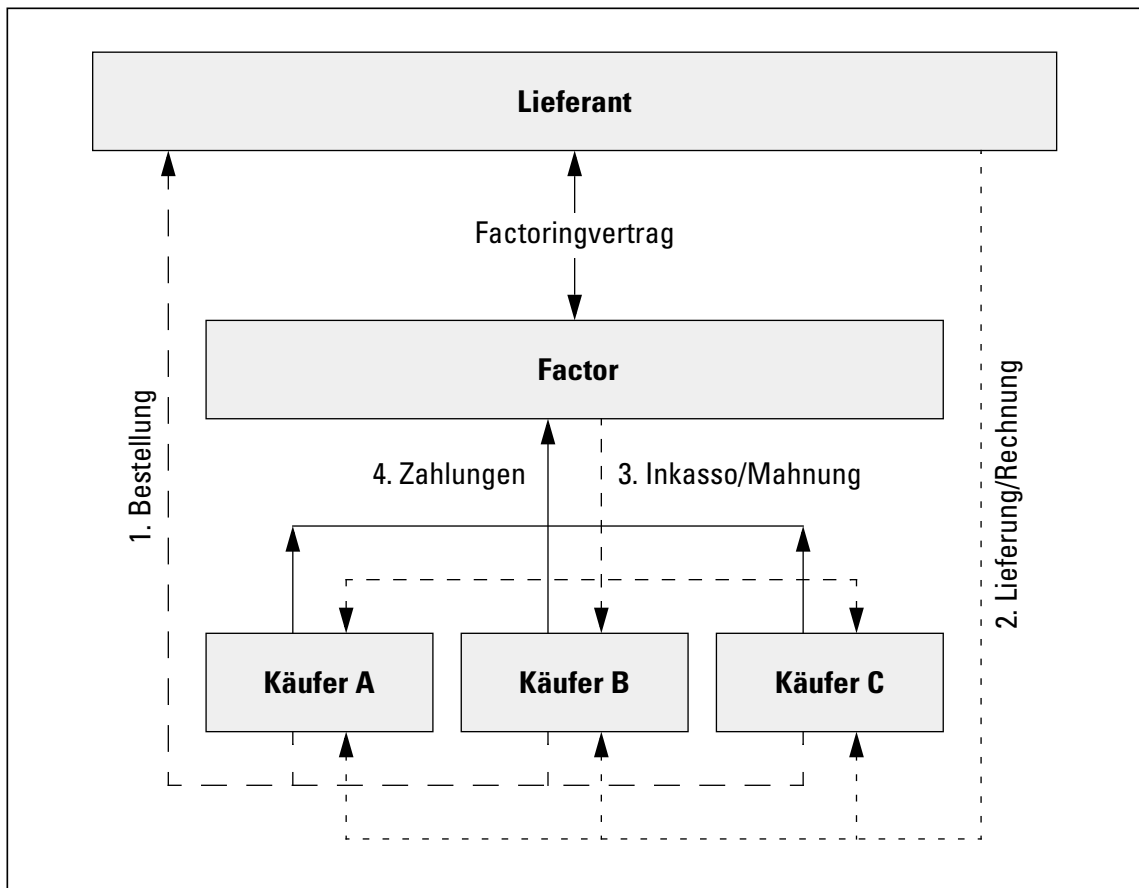 Lieferant
Factoringvertrag
Factor
1. Bestellung
2. Lieferung/Rechnung
4. Zahlungen
3. Inkasso/Mahnung
Käufer A
Käufer B
Käufer C